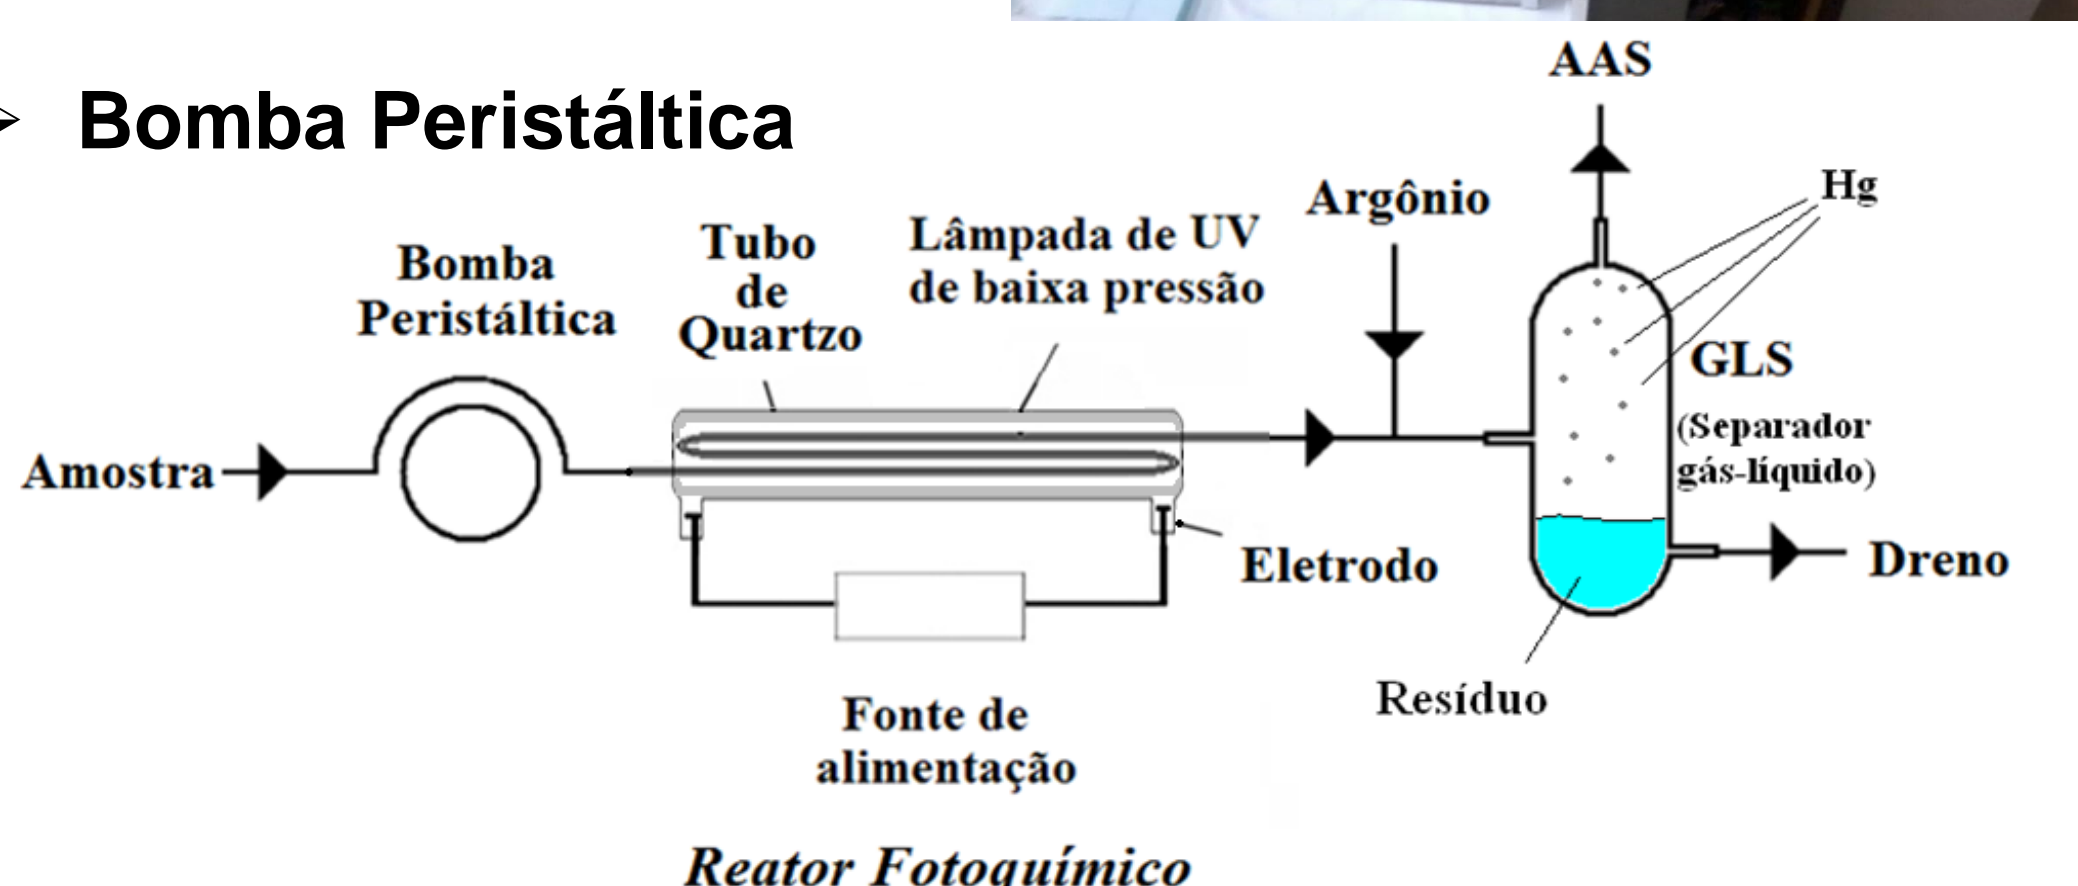 Bomba Peristáltica
AAS
Hg
Argônio
Bomba
Peristáltica
Tubo
de
Quartzo
Lâmpada de UV
de baixa pressão
GLS
(Separador
gás-líquido)
Amostra
Eletrodo
Dreno
Resíduo
Fonte de
alimentação
Reator Fotoquímico